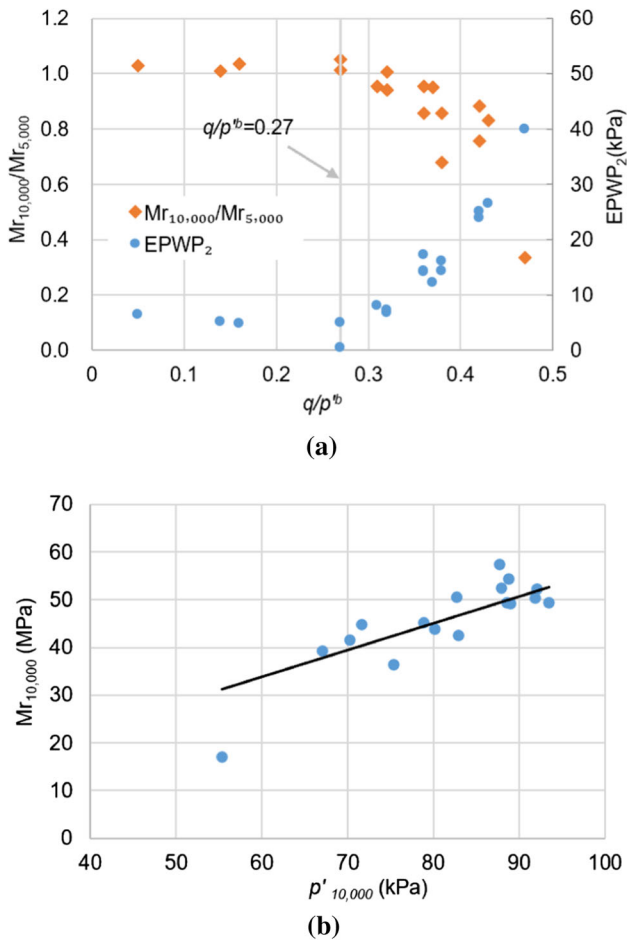 1.2
1.0
0.8
0.6
0.4
0.2
0.0
Mr₁₀,₀₀₀/Mr₅,₀₀₀
60
50
40
30
20
10
0
EPWP₂(kPa)
q/p'ᵇ=0.27
Mr₁₀,₀₀₀/Mr₅,₀₀₀
EPWP₂
0 0.1 0.2 0.3 0.4 0.5
q/p'ᵇ
(a)
70
60
50
40
30
20
10
0
Mr₁₀,₀₀₀ (MPa)
40 50 60 70 80 90 100
p' ₁₀,₀₀₀ (kPa)
(b)